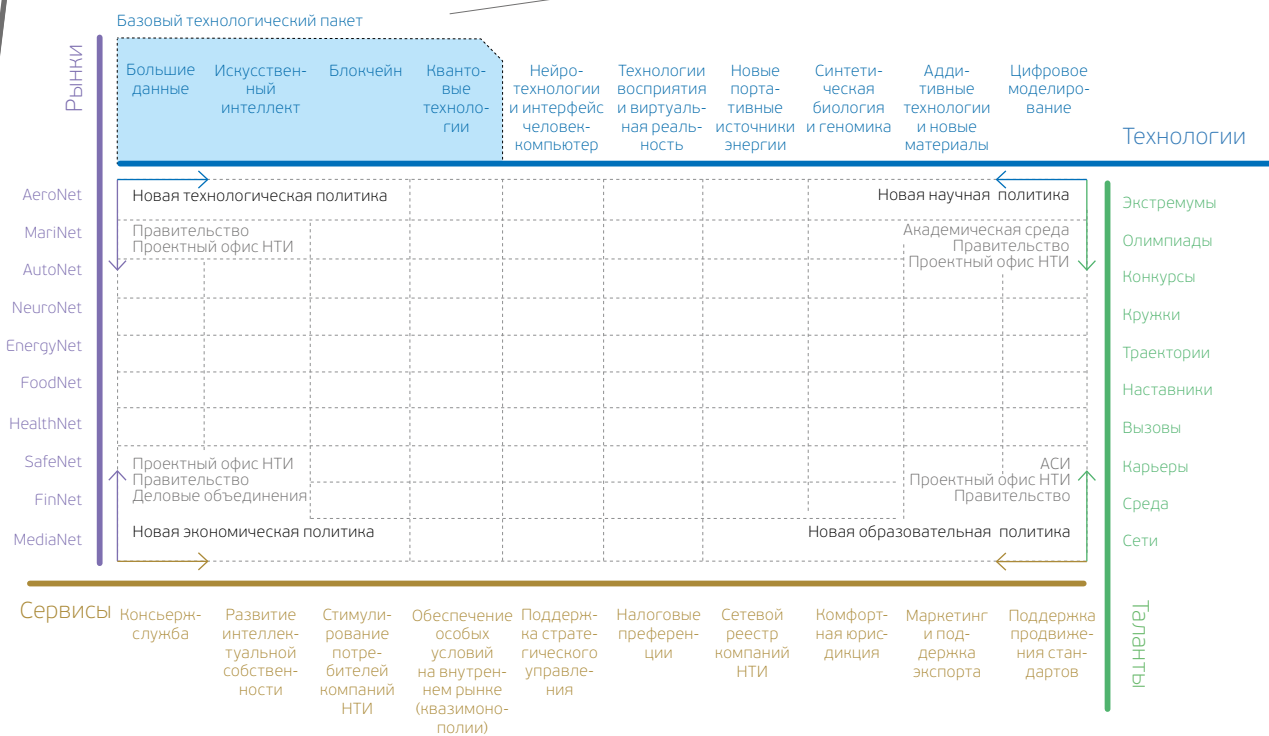 Базовый технологический пакет
Рынки
Большие
данные
Искусствен-
ный
интеллект
Блокчейн
Кванто-
вые
техноло-
гии
Нейро-
технологии
и интерфейс
человек-
компьютер
Технологии
восприятия
и виртуаль-
ная реаль-
ность
Новые
порта-
тивные
источники
энергии
Синтети-
ческая
биология
и геномика
Адди-
тивные
технологии
и новые
материалы
Цифровое
моделиро-
вание
Технологии
AeroNet
MariNet
AutoNet
NeuroNet
EnergyNet
FoodNet
HealthNet
SafeNet
FinNet
MediaNet
Новая технологическая политика
Правительство
Проектный офис НТИ
Новая научная политика
Академическая среда
Правительство
Проектный офис НТИ
Проектный офис НТИ
Правительство
Деловые объединения
Новая экономическая политика
АСИ
Проектный офис НТИ
Правительство
Новая образовательная политика
Экстремумы
Олимпиады
Конкурсы
Кружки
Траектории
Наставники
Вызовы
Карьеры
Среда
Сети
Таланты
Сервисы
Консьерж-
служба
Развитие
интеллек-
туальной
собствен-
ности
Стимули-
рование
потре-
бителей
компаний
НТИ
Обеспечение
особых
условий
на внутрен-
нем рынке
(квазимоно-
полии)
Поддерж-
ка страте-
гического
управле-
ния
Налоговые
преферен-
ции
Сетевой
реестр
компаний
НТИ
Комфорт-
ная юрис-
дикция
Маркетинг
и под-
держка
экспорта
Поддержка
продвиже-
ния стан-
дартов